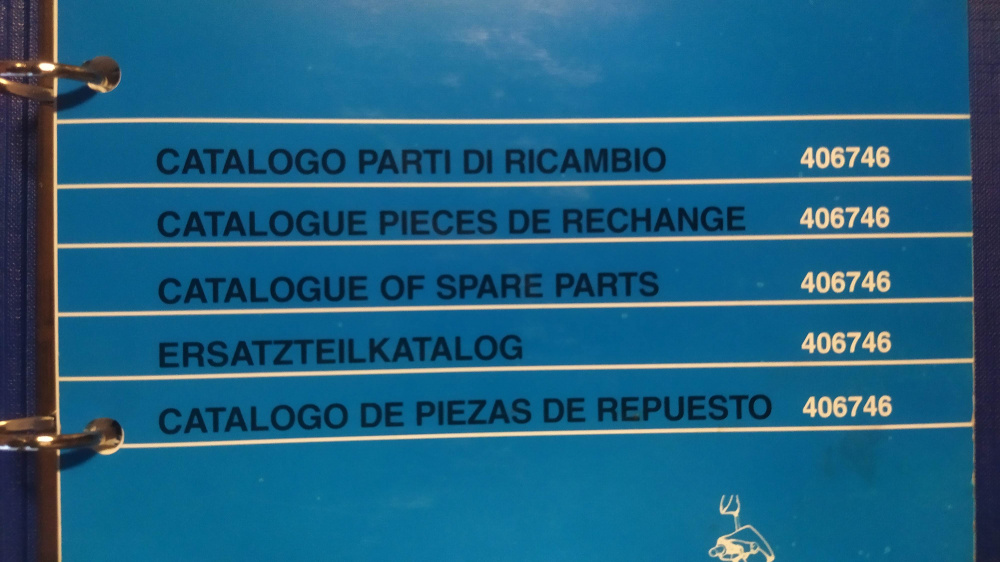 CATALOGO PARTI DI RICAMBIO 406746
CATALOGUE PIECES DE RECHANGE 406746
CATALOGUE OF SPARE PARTS 406746
ERSATZTEILKATALOG 406746
CATALOGO DE PIEZAS DE REPUESTO 406746